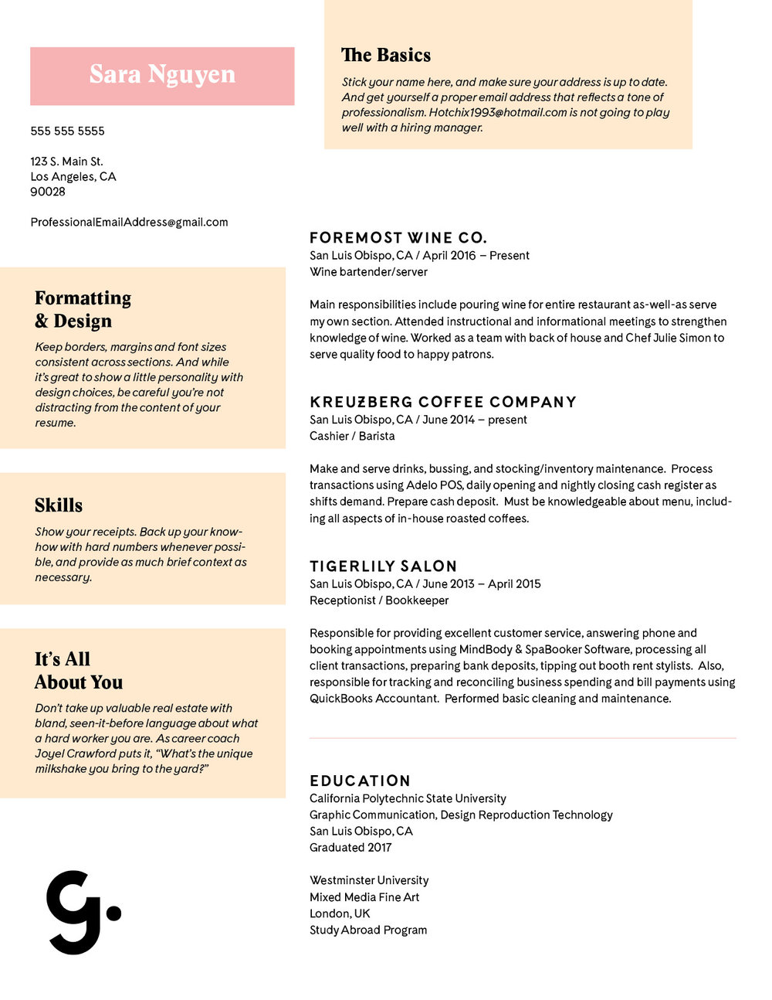 Sara Nguyen
555 555 5555
123 S. Main St.
Los Angeles, CA
90028
ProfessionalEmailAddress@gmail.com
The Basics
Stick your name here, and make sure your address is up to date.
And get yourself a proper email address that reflects a tone of
professionalism. Hotchix1993@hotmail.com is not going to play
well with a hiring manager.
Formatting
& Design
Keep borders, margins and font sizes
consistent across sections. And while
it's great to show a little personality with
design choices, be careful you're not
distracting from the content of your
resume.
Skills
Show your receipts. Back up your know-
how with hard numbers whenever possi-
ble, and provide as much brief context as
necessary.
It's All
About You
Don't take up valuable real estate with
bland, seen-it-before language about what
a hard worker you are. As career coach
Joyel Crawford puts it, "What's the unique
milkshake you bring to the yard?"
g.
FOREMOST WINE CO.
San Luis Obispo, CA / April 2016 – Present
Wine bartender/server
Main responsibilities include pouring wine for entire restaurant as-well-as serve
my own section. Attended instructional and informational meetings to strengthen
knowledge of wine. Worked as a team with back of house and Chef Julie Simon to
serve quality food to happy patrons.
KREUZBERG COFFEE COMPANY
San Luis Obispo, CA / June 2014 – present
Cashier / Barista
Make and serve drinks, bussing, and stocking/inventory maintenance.  Process
transactions using Adelo POS, daily opening and nightly closing cash register as
shifts demand. Prepare cash deposit.  Must be knowledgeable about menu, includ-
ing all aspects of in-house roasted coffees.
TIGERLILY SALON
San Luis Obispo, CA / June 2013 – April 2015
Receptionist / Bookkeeper
Responsible for providing excellent customer service, answering phone and
booking appointments using MindBody & SpaBooker Software, processing all
client transactions, preparing bank deposits, tipping out booth rent stylists.  Also,
responsible for tracking and reconciling business spending and bill payments using
QuickBooks Accountant.  Performed basic cleaning and maintenance.
EDUCATION
California Polytechnic State University
Graphic Communication, Design Reproduction Technology
San Luis Obispo, CA
Graduated 2017
Westminster University
Mixed Media Fine Art
London, UK
Study Abroad Program